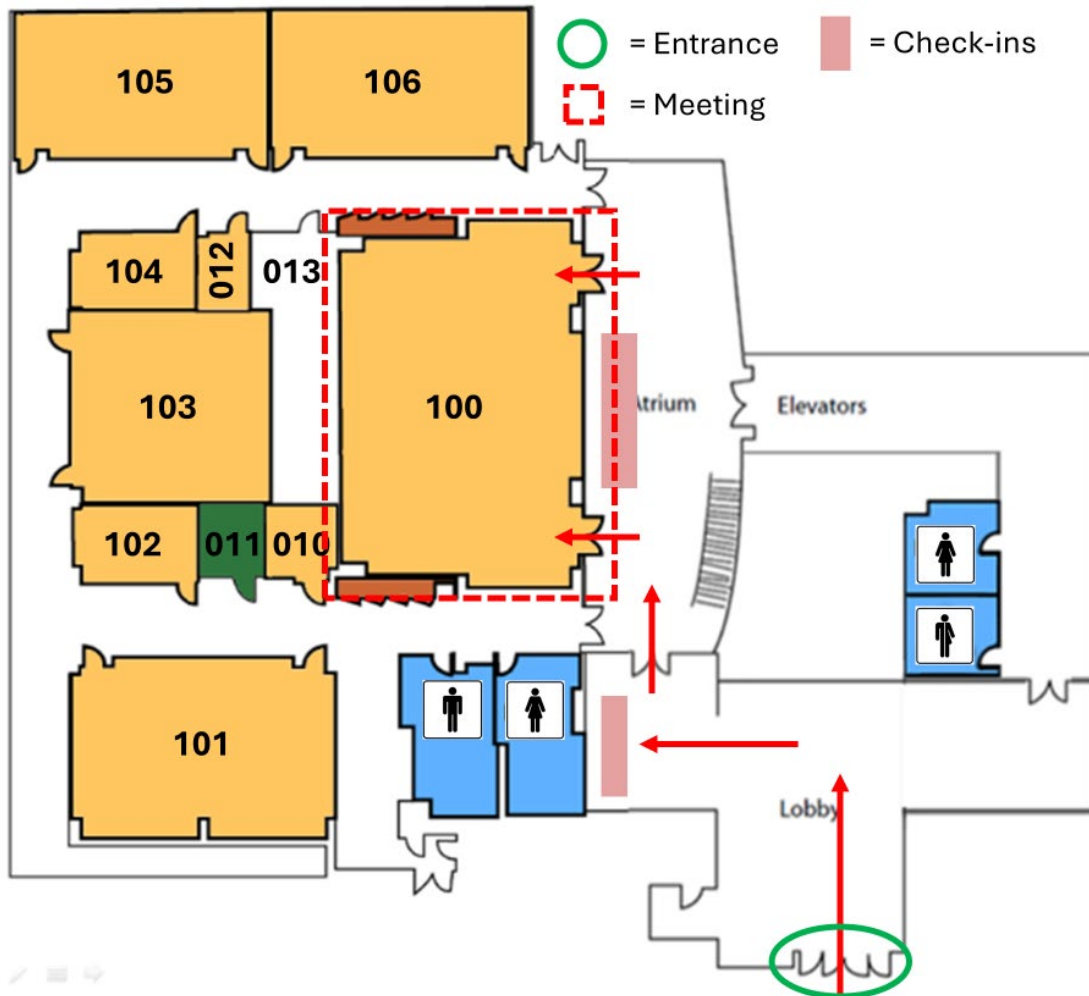 = Entrance
= Check-ins
= Meeting
105
106
104
012
013
103
100
Atrium
Elevators
102
011
010
101
Lobby